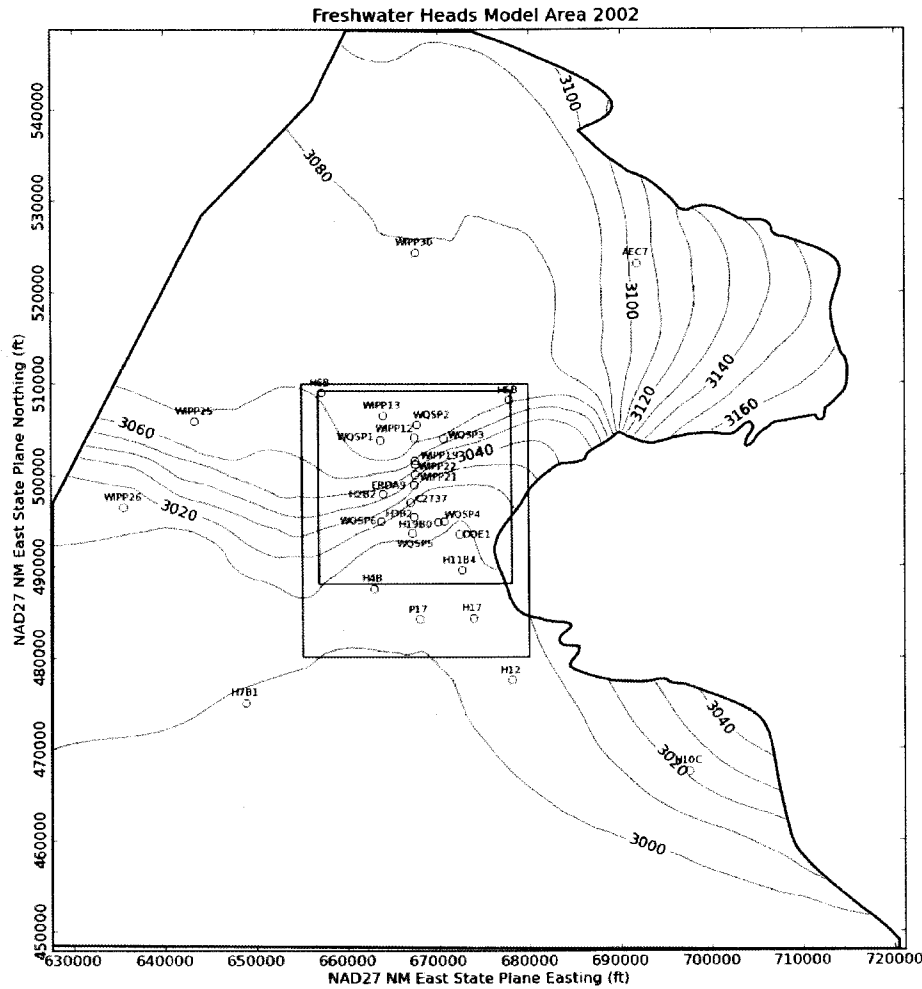 Freshwater Heads Model Area 2002
NAD27 NM East State Plane Northing (ft)
540000
530000
520000
510000
500000
490000
480000
470000
460000
450000
3100
3080
WIPP30
AEC7
3100
3140
3120
3160
H6B
H5B
WIPP25
WIPP13
WQSP2
3060
WQSP1
WIPP12
WQSP3
WIPP19
3040
WIPP22
WIPP21
ERDA9
H2B2
WIPP26
3020
C2737
H3B2
WQSP4
WQSP6
H19B0
DOE1
WQSP5
H11B4
H4B
P17
H17
H12
H7B1
3040
3020
H10C
3000
630000
640000
650000
660000
670000
680000
690000
700000
710000
720000
NAD27 NM East State Plane Easting (ft)